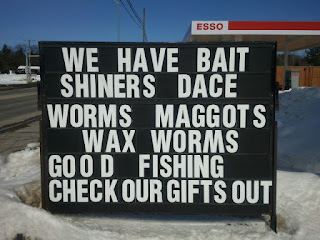 ESSO
WE HAVE BAIT
SHINERS DACE
WORMS MAGGOTS
WAX WORMS
GOOD FISHING
CHECK OUR GIFTS OUT